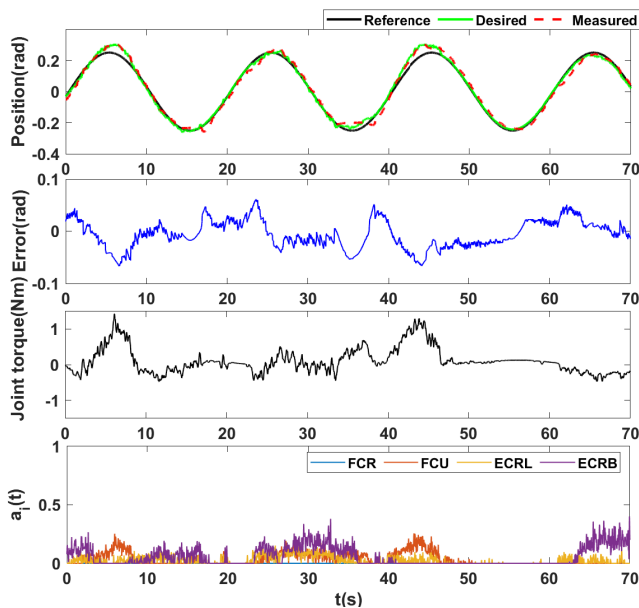 Reference Desired Measured
Position(rad)
0.2
0
-0.2
-0.4
0 10 20 30 40 50 60 70
Error(rad)
0.1
0
-0.1
0 10 20 30 40 50 60 70
Joint torque(Nm)
1
0
-1
0 10 20 30 40 50 60 70
a_i(t)
1
0.5
0
FCR FCU ECRL ECRB
0 10 20 30 40 50 60 70
t(s)